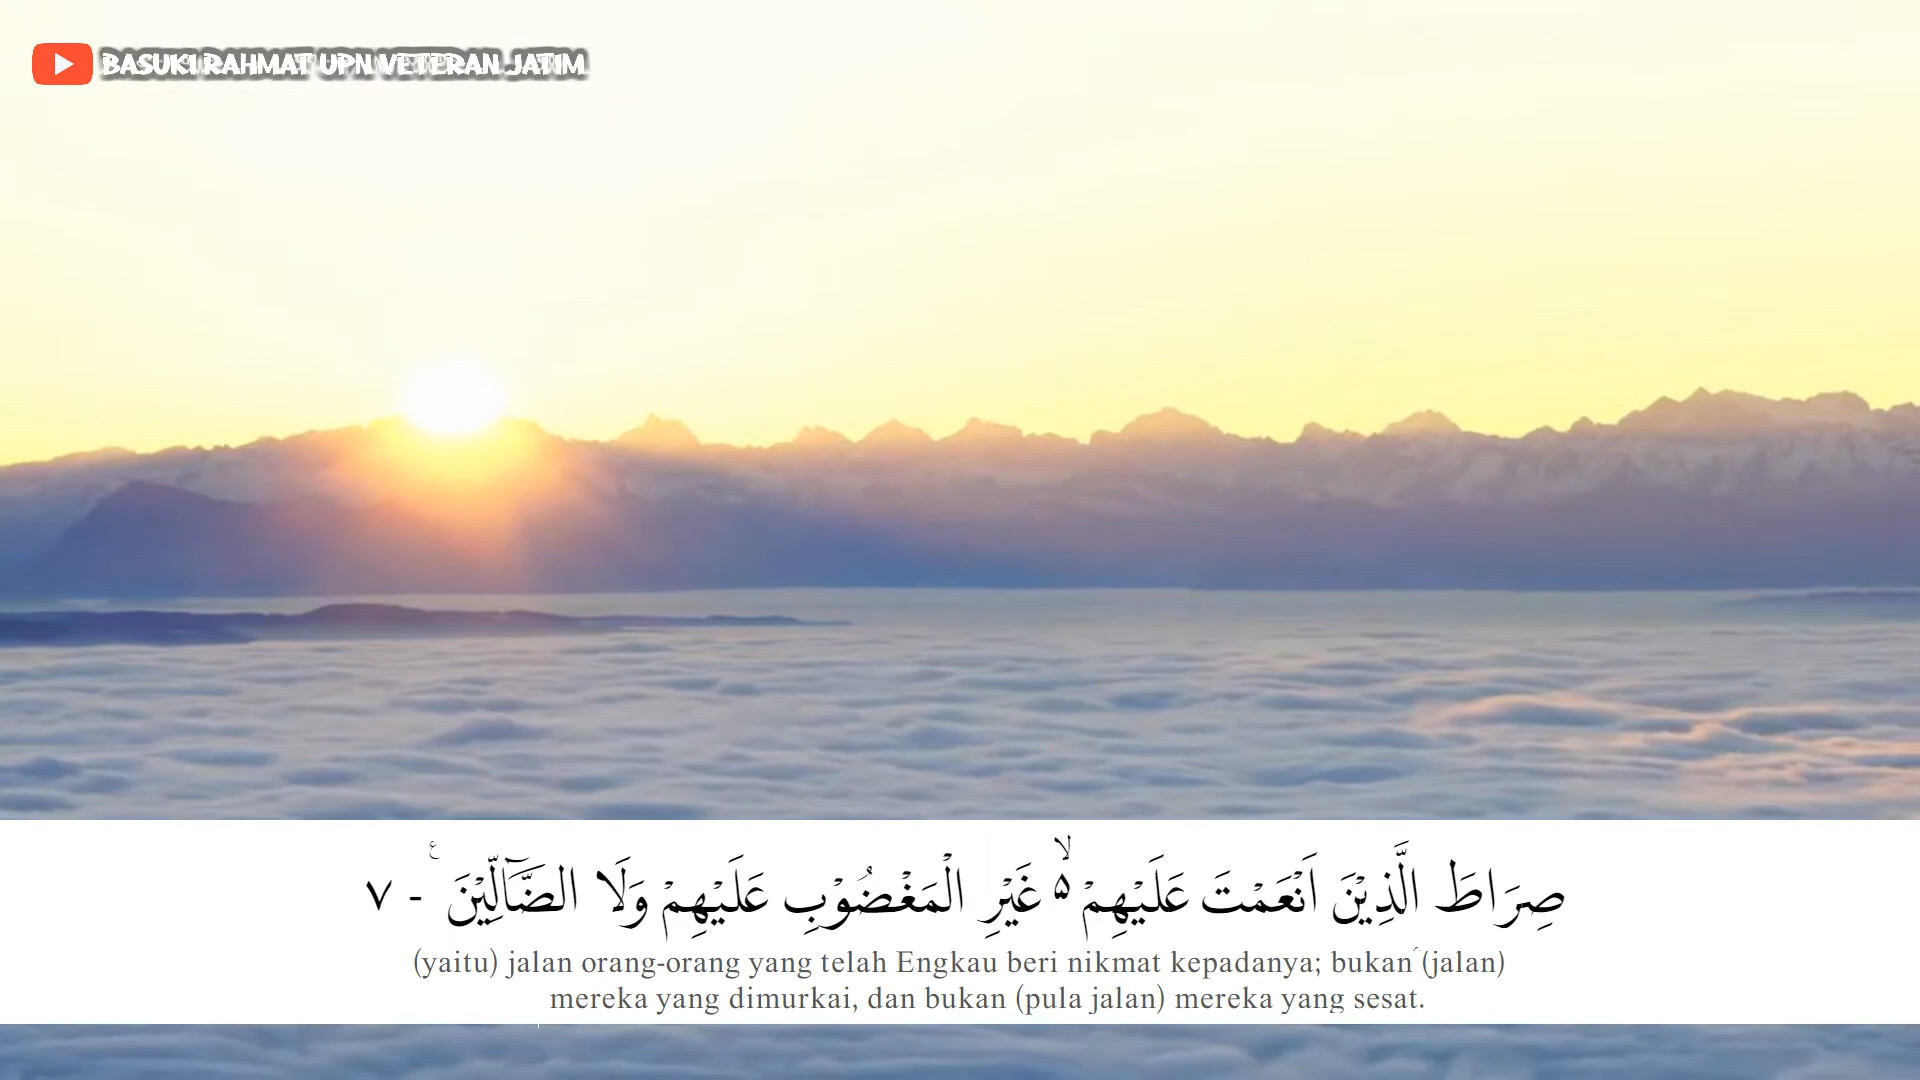 BASUKI RAHMAT UPN VETERAN JATIM
صِرَاطَ الَّذِيْنَ اَنْعَمْتَ عَلَيْهِمْ ەۙ غَيْرِ الْمَغْضُوْبِ عَلَيْهِمْ وَلَا الضَّاۤلِّيْنَ ࣖ - ٧
(yaitu) jalan orang-orang yang telah Engkau beri nikmat kepadanya; bukan (jalan)
mereka yang dimurkai, dan bukan (pula jalan) mereka yang sesat.